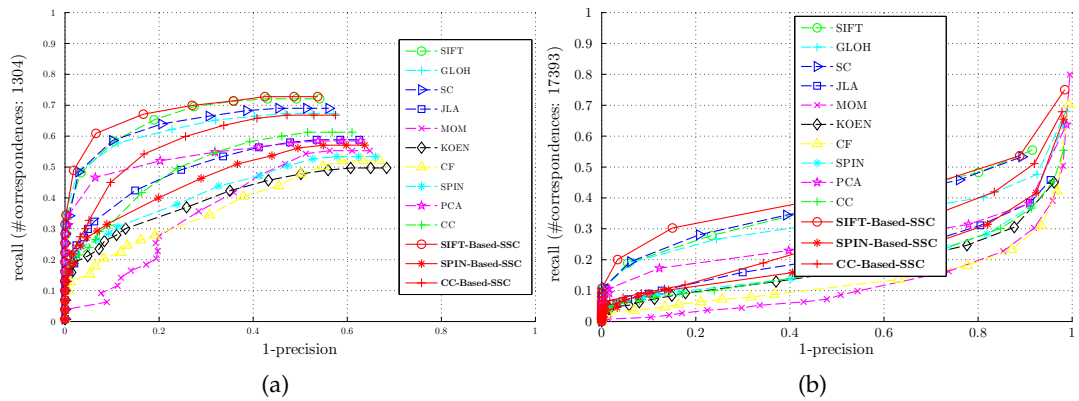 recall (#correspondences: 1304)
1
0.9
0.8
0.7
0.6
0.5
0.4
0.3
0.2
0.1
0
0 0.2 0.4 0.6 0.8 1
1-precision
SIFT
GLOH
SC
JLA
MOM
KOEN
CF
SPIN
PCA
CC
SIFT-Based-SSC
SPIN-Based-SSC
CC-Based-SSC
(a)
recall (#correspondences: 17393)
1
0.9
0.8
0.7
0.6
0.5
0.4
0.3
0.2
0.1
0
0 0.2 0.4 0.6 0.8 1
1-precision
SIFT
GLOH
SC
JLA
MOM
KOEN
CF
SPIN
PCA
CC
SIFT-Based-SSC
SPIN-Based-SSC
CC-Based-SSC
(b)